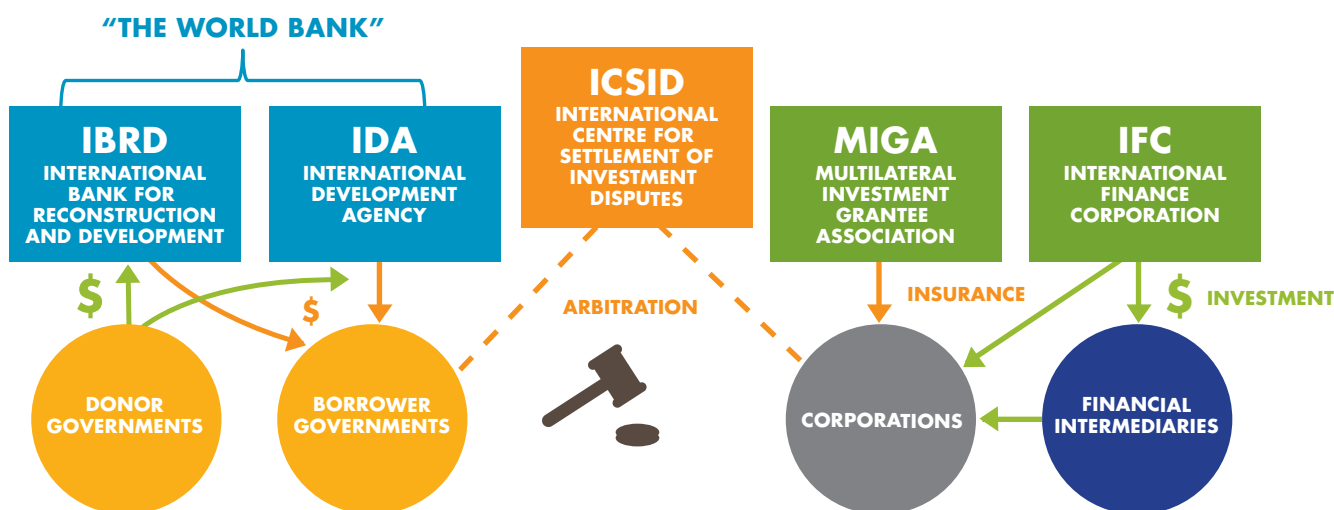 “THE WORLD BANK”
IBRD
INTERNATIONAL
BANK FOR
RECONSTRUCTION
AND DEVELOPMENT
IDA
INTERNATIONAL
DEVELOPMENT
AGENCY
ICSID
INTERNATIONAL
CENTRE FOR
SETTLEMENT OF
INVESTMENT
DISPUTES
MIGA
MULTILATERAL
INVESTMENT
GRANTEE
ASSOCIATION
IFC
INTERNATIONAL
FINANCE
CORPORATION
$
$
ARBITRATION
INSURANCE
$ INVESTMENT
DONOR
GOVERNMENTS
BORROWER
GOVERNMENTS
CORPORATIONS
FINANCIAL
INTERMEDIARIES